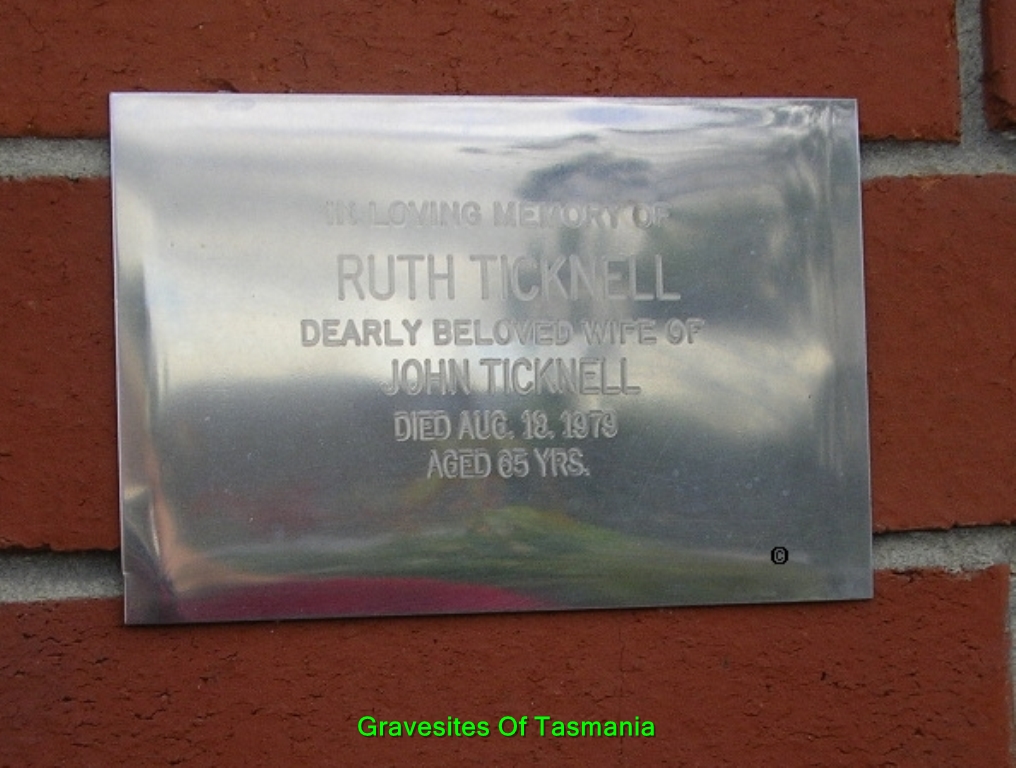 IN LOVING MEMORY OF
RUTH TICKNELL
DEARLY BELOVED WIFE OF
JOHN TICKNELL
DIED AUG. 18. 1979
AGED 65 YRS.
©
Gravesites Of Tasmania